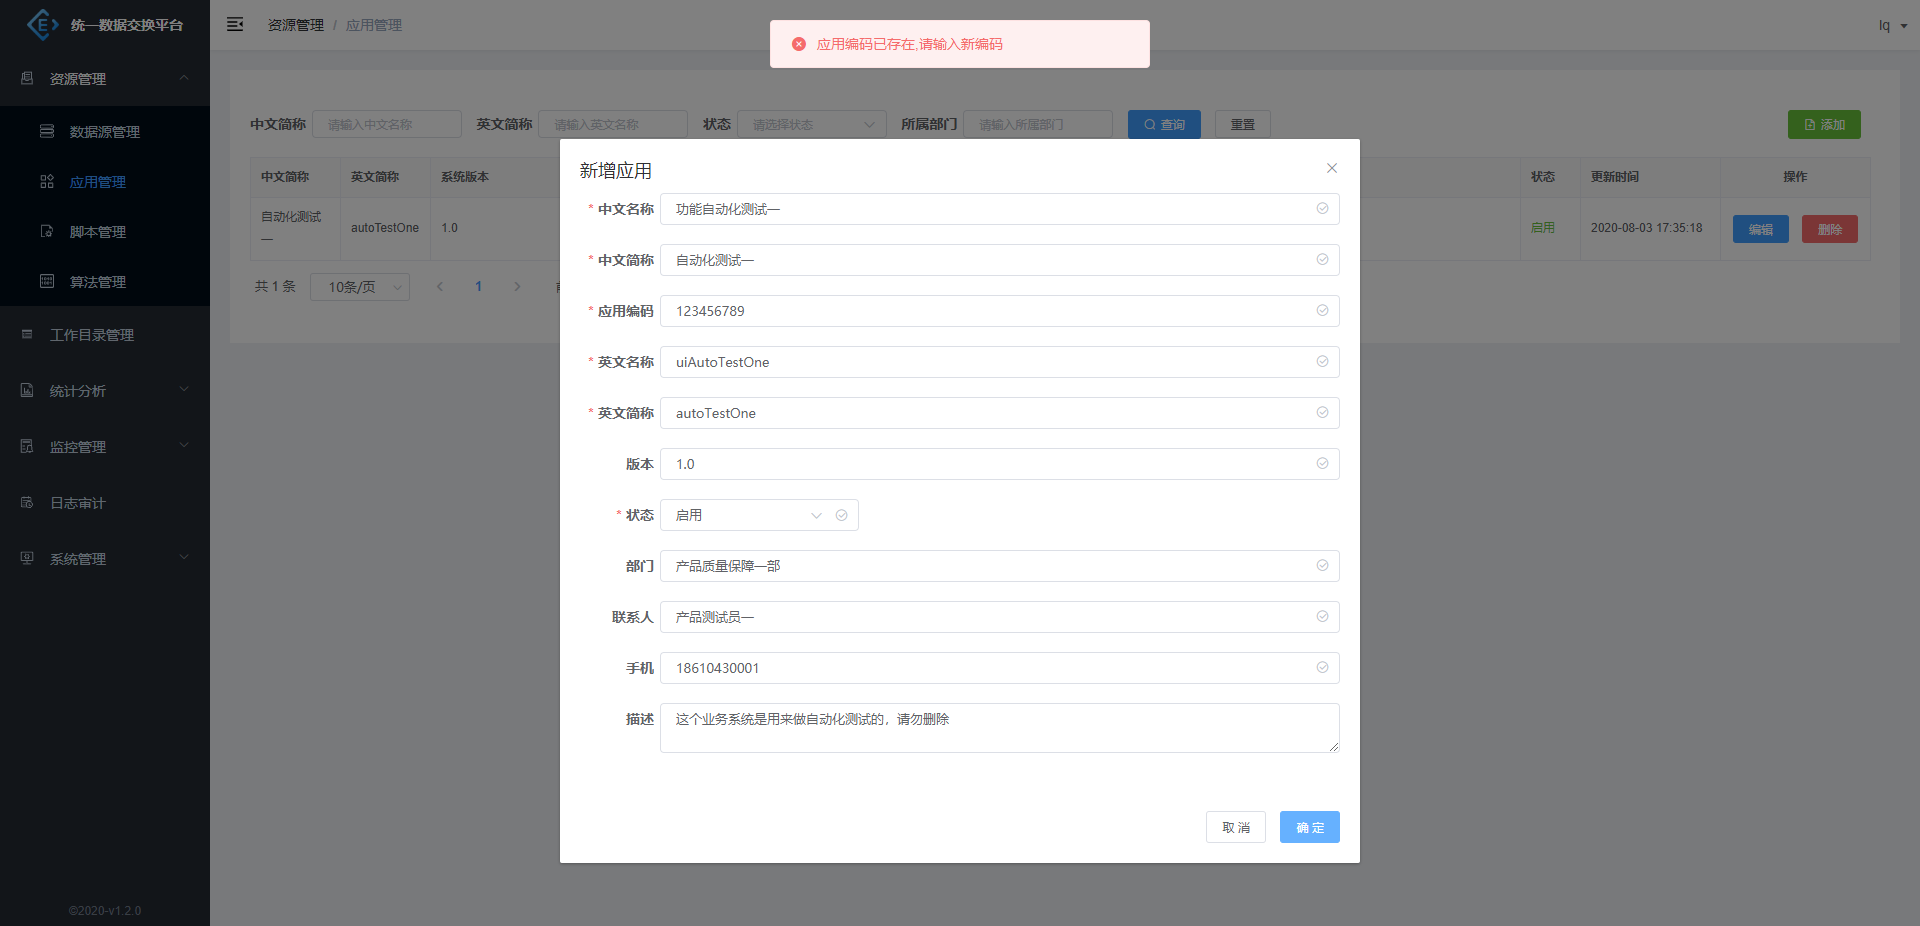 统一数据交换平台
资源管理 / 应用管理
lq
应用编码已存在,请输入新编码
资源管理
数据源管理
应用管理
脚本管理
算法管理
工作目录管理
统计分析
监控管理
日志审计
系统管理
©2020-v1.2.0
中文简称 请输入中文名称 英文简称 请输入英文名称 状态 请选择状态 所属部门 请输入所属部门 查询 重置 添加
中文简称 英文简称 系统版本 状态 更新时间 操作
自动化测试一 autoTestOne 1.0 启用 2020-08-03 17:35:18 编辑 删除
共 1 条 10条/页 1
新增应用
* 中文名称 功能自动化测试一
* 中文简称 自动化测试一
* 应用编码 123456789
* 英文名称 uiAutoTestOne
* 英文简称 autoTestOne
版本 1.0
* 状态 启用
部门 产品质量保障一部
联系人 产品测试员一
手机 18610430001
描述 这个业务系统是用来做自动化测试的，请勿删除
取 消 确 定